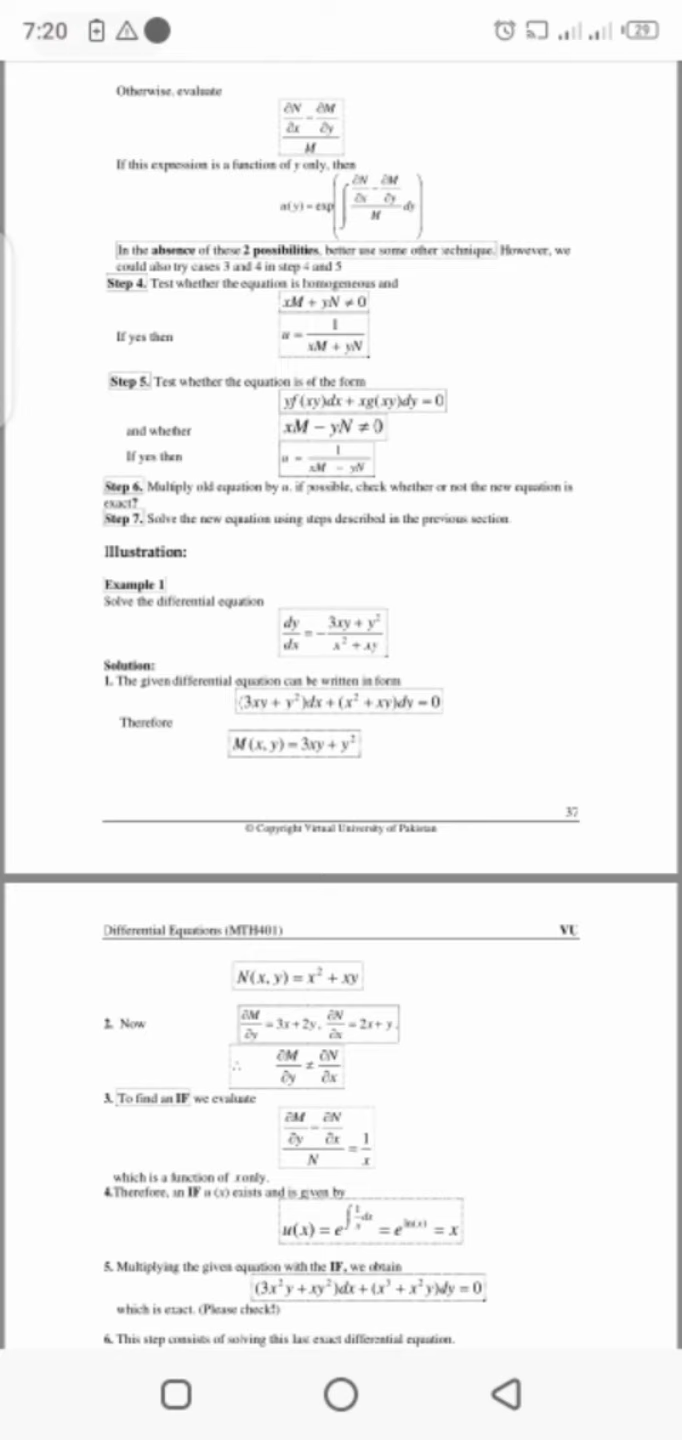 7:20
29
Otherwise, evaluate
∂N/∂x − ∂M/∂y
M
If this expression is a function of y only, then
u(y) = exp(∫ (∂N/∂x − ∂M/∂y)/M dy)
In the absence of these 2 possibilities, better use some other technique. However, we
could also try cases 3 and 4 in step 4 and 5
Step 4. Test whether the equation is homogeneous and
xM + yN ≠ 0
If yes then u = 1/(xM + yN)
Step 5. Test whether the equation is of the form
yf(xy)dx + xg(xy)dy = 0
and whether xM − yN ≠ 0
If yes then u = 1/(xM − yN)
Step 6. Multiply old equation by u. if possible, check whether or not the new equation is
exact?
Step 7. Solve the new equation using steps described in the previous section.
Illustration:
Example 1
Solve the differential equation
dy/dx = − (3xy + y²)/(x² + xy)
Solution:
1. The given differential equation can be written in form
(3xy + y²)dx + (x² + xy)dy = 0
Therefore
M(x, y) = 3xy + y²
37
© Copyright Virtual University of Pakistan
Differential Equations (MTH401) VU
N(x, y) = x² + xy
2. Now ∂M/∂y = 3x + 2y, ∂N/∂x = 2x + y.
∴ ∂M/∂y ≠ ∂N/∂x
3. To find an IF we evaluate
(∂M/∂y − ∂N/∂x)/N = 1/x
which is a function of x only.
4. Therefore, an IF u (x) exists and is given by
u(x) = e^{∫ 1/x dx} = e^{ln(x)} = x
5. Multiplying the given equation with the IF, we obtain
(3x²y + xy²)dx + (x³ + x²y)dy = 0
which is exact. (Please check!)
6. This step consists of solving this last exact differential equation.